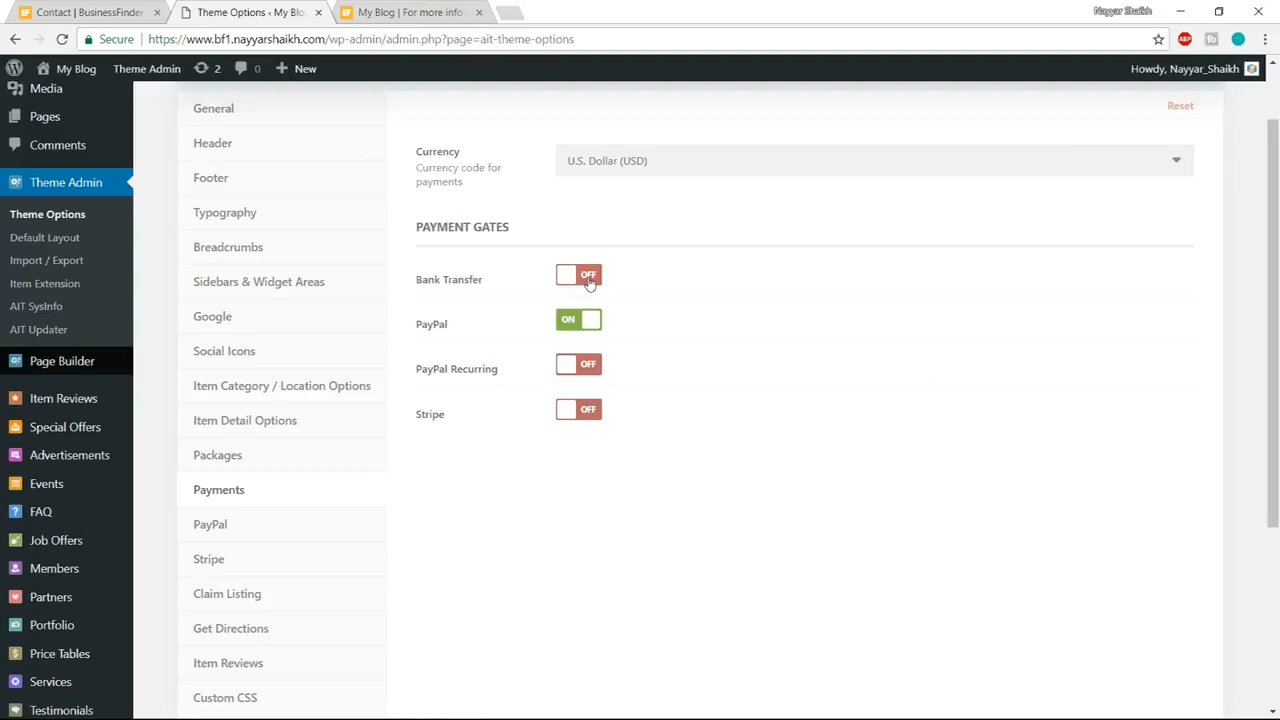 Contact | BusinessFinder
Theme Options ‹ My Blo
My Blog | For more info
Nayyar Shaikh
Secure
https://www.bf1.nayyarshaikh.com/wp-admin/admin.php?page=ait-theme-options
ABP
My Blog
Theme Admin
2
0
New
Howdy, Nayyar_Shaikh
Media
Pages
Comments
Theme Admin
Theme Options
Default Layout
Import / Export
Item Extension
AIT SysInfo
AIT Updater
Page Builder
Item Reviews
Special Offers
Advertisements
Events
FAQ
Job Offers
Members
Partners
Portfolio
Price Tables
Services
Testimonials
General
Header
Footer
Typography
Breadcrumbs
Sidebars & Widget Areas
Google
Social Icons
Item Category / Location Options
Item Detail Options
Packages
Payments
PayPal
Stripe
Claim Listing
Get Directions
Item Reviews
Custom CSS
Reset
Currency
Currency code for
payments
U.S. Dollar (USD)
PAYMENT GATES
Bank Transfer
OFF
PayPal
ON
PayPal Recurring
OFF
Stripe
OFF